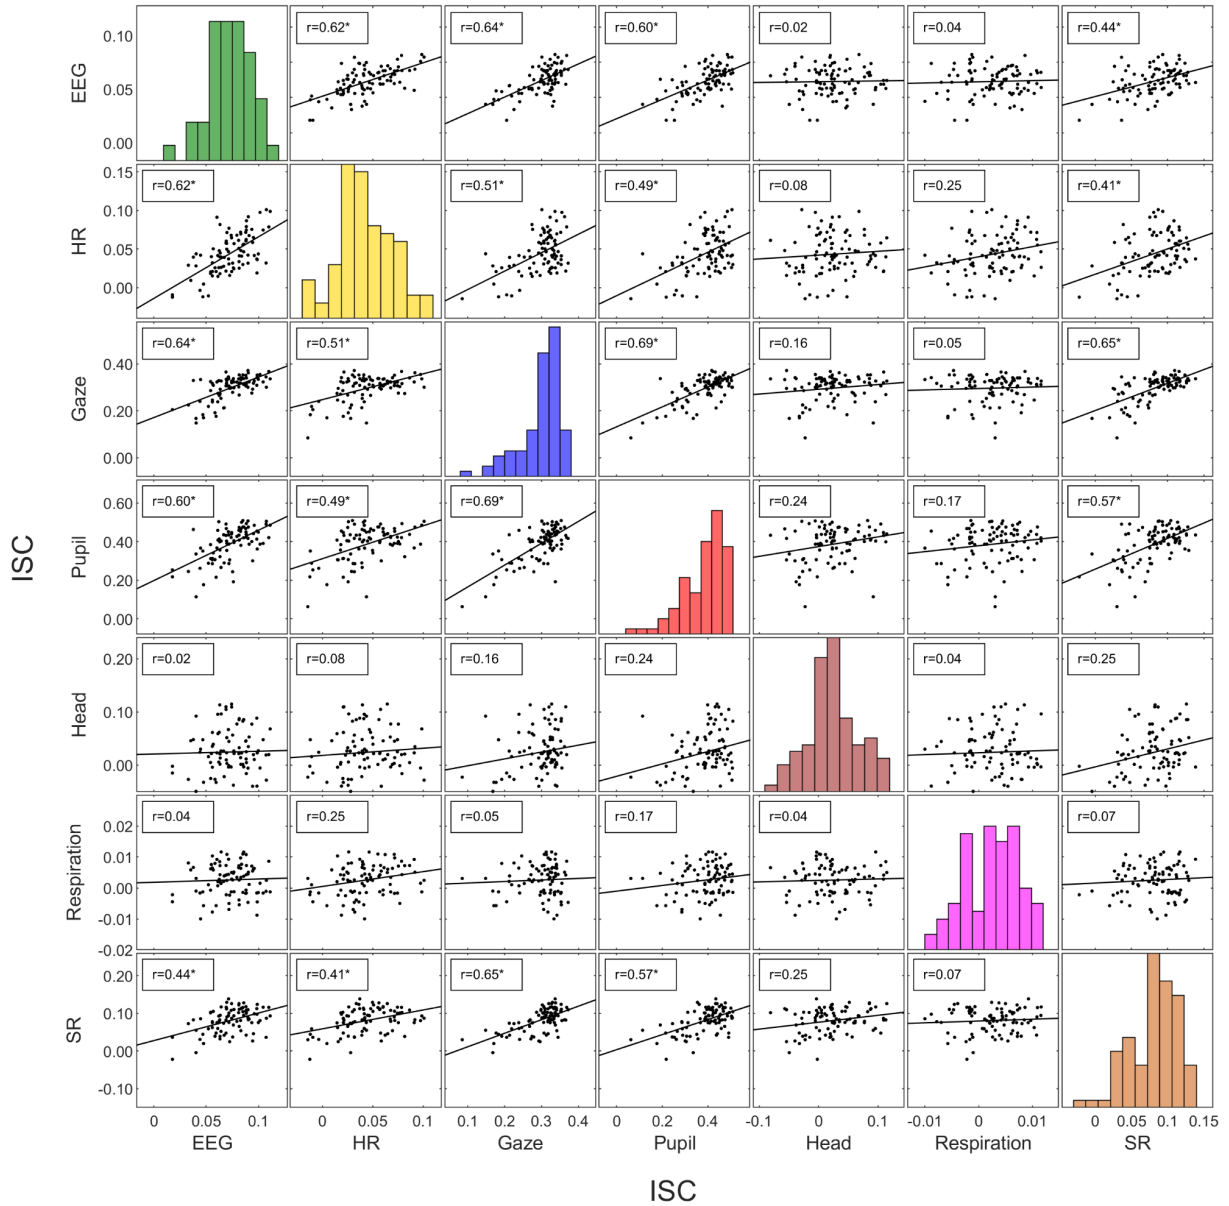 r=0.62*
r=0.64*
r=0.60*
r=0.02
r=0.04
r=0.44*
0.10
0.05
0.00
EEG
r=0.62*
r=0.51*
r=0.49*
r=0.08
r=0.25
r=0.41*
0.15
0.10
0.05
0.00
HR
r=0.64*
r=0.51*
r=0.69*
r=0.16
r=0.05
r=0.65*
0.40
0.20
0.00
Gaze
r=0.60*
r=0.49*
r=0.69*
r=0.24
r=0.17
r=0.57*
0.60
0.40
0.20
0.00
Pupil
ISC
r=0.02
r=0.08
r=0.16
r=0.24
r=0.04
r=0.25
0.20
0.10
0.00
Head
r=0.04
r=0.25
r=0.05
r=0.17
r=0.04
r=0.07
0.02
0.01
0.00
-0.01
-0.02
Respiration
r=0.44*
r=0.41*
r=0.65*
r=0.57*
r=0.25
r=0.07
0.20
0.10
0.00
-0.10
SR
0 0.05 0.1
0 0.05 0.1
0.1 0.2 0.3 0.4
0 0.2 0.4
-0.1 0 0.1
-0.01 0 0.01
0 0.05 0.1 0.15
EEG HR Gaze Pupil Head Respiration SR
ISC